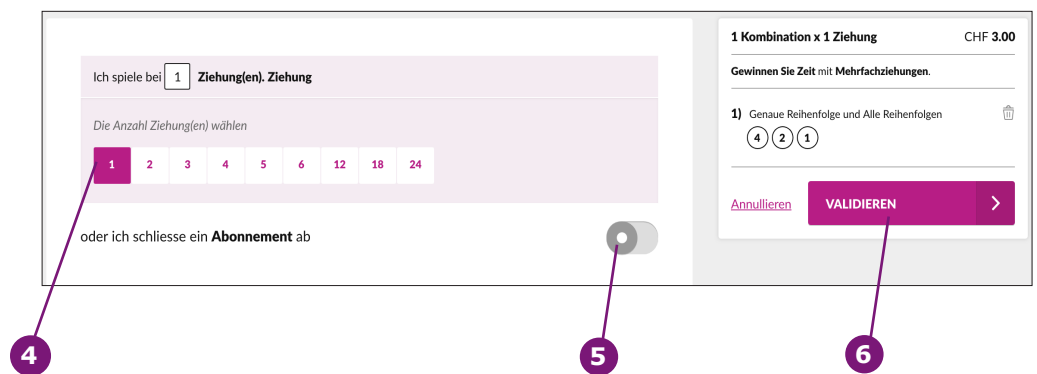 Ich spiele bei 1 Ziehung(en). Ziehung
Die Anzahl Ziehung(en) wählen
1 2 3 4 5 6 12 18 24
oder ich schliesse ein Abonnement ab
1 Kombination x 1 Ziehung CHF 3.00
Gewinnen Sie Zeit mit Mehrfachziehungen.
1) Genaue Reihenfolge und Alle Reihenfolgen
4 2 1
Annullieren VALIDIEREN
4 5 6